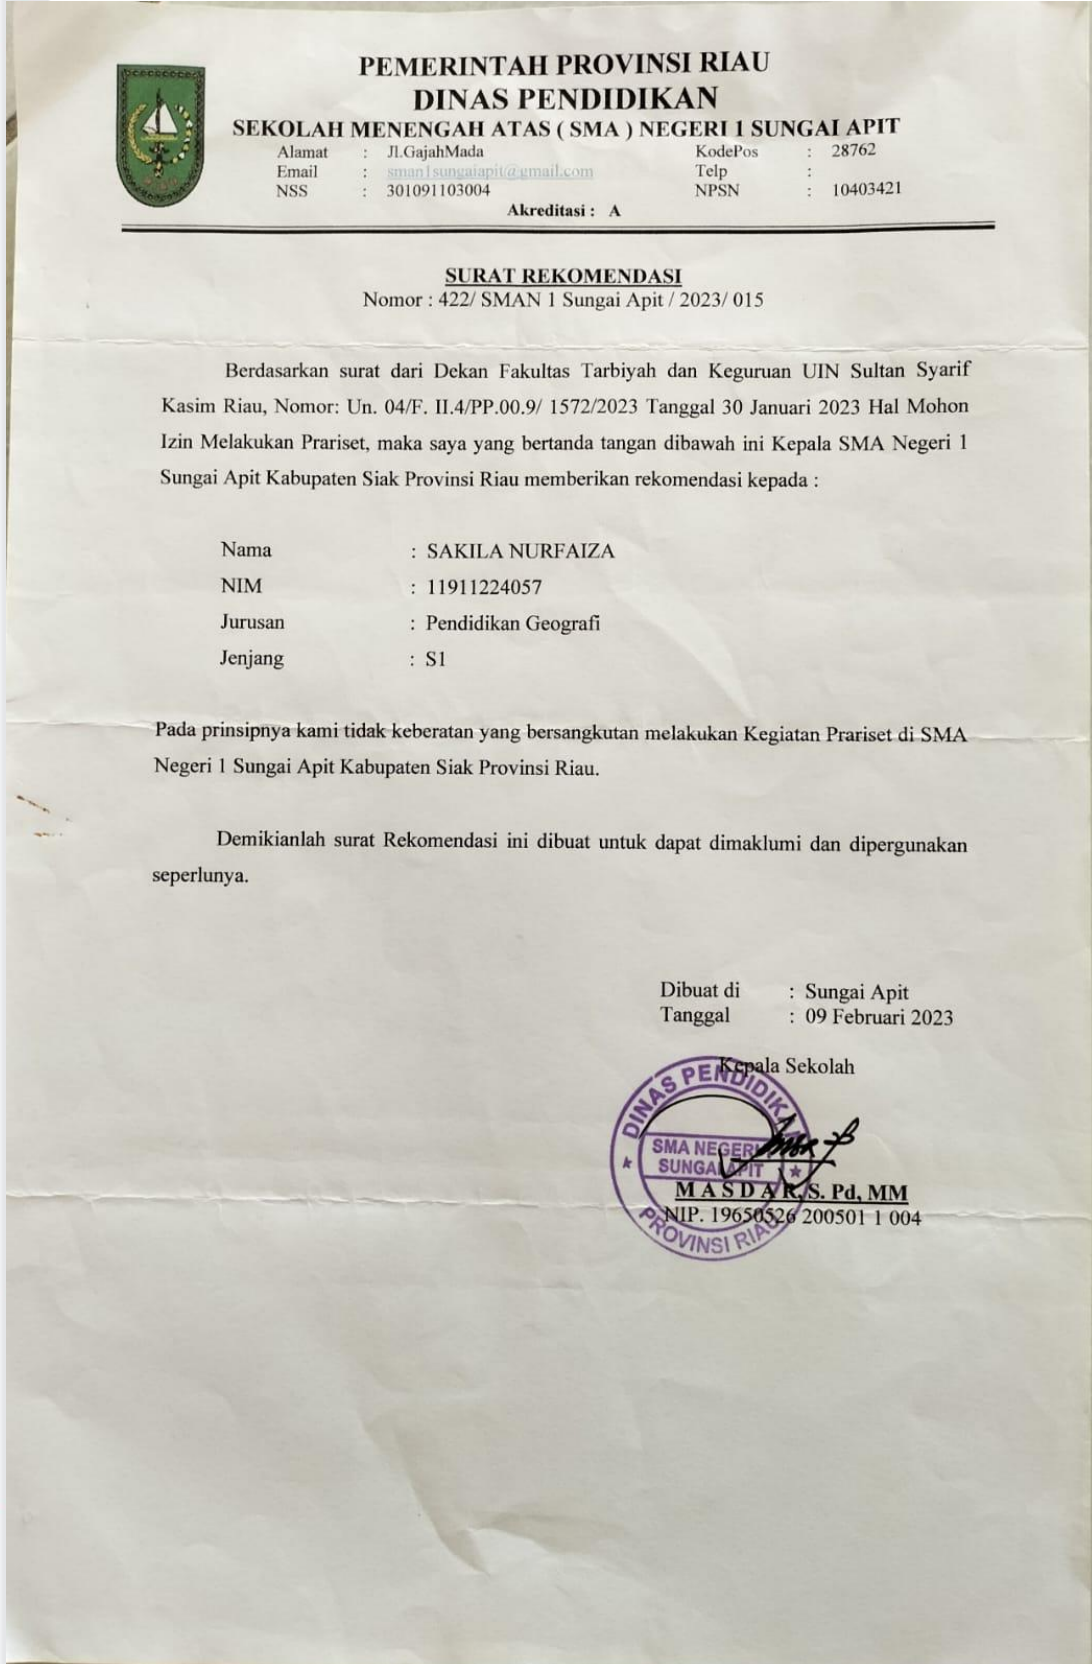 PEMERINTAH PROVINSI RIAU
DINAS PENDIDIKAN
SEKOLAH MENENGAH ATAS ( SMA ) NEGERI 1 SUNGAI APIT
Alamat : Jl.GajahMada KodePos : 28762
Email : sman1sungaiapit@gmail.com Telp :
NSS : 301091103004 NPSN : 10403421
Akreditasi : A
SURAT REKOMENDASI
Nomor : 422/ SMAN 1 Sungai Apit / 2023/ 015
Berdasarkan surat dari Dekan Fakultas Tarbiyah dan Keguruan UIN Sultan Syarif
Kasim Riau, Nomor: Un. 04/F. II.4/PP.00.9/ 1572/2023 Tanggal 30 Januari 2023 Hal Mohon
Izin Melakukan Prariset, maka saya yang bertanda tangan dibawah ini Kepala SMA Negeri 1
Sungai Apit Kabupaten Siak Provinsi Riau memberikan rekomendasi kepada :
Nama : SAKILA NURFAIZA
NIM : 11911224057
Jurusan : Pendidikan Geografi
Jenjang : S1
Pada prinsipnya kami tidak keberatan yang bersangkutan melakukan Kegiatan Prariset di SMA
Negeri 1 Sungai Apit Kabupaten Siak Provinsi Riau.
Demikianlah surat Rekomendasi ini dibuat untuk dapat dimaklumi dan dipergunakan
seperlunya.
Dibuat di : Sungai Apit
Tanggal : 09 Februari 2023
Kepala Sekolah
DINAS PENDIDIKAN
SMA NEGERI
SUNGAI APIT
PROVINSI RIAU
M A S D A R, S. Pd, MM
NIP. 19650526 200501 1 004